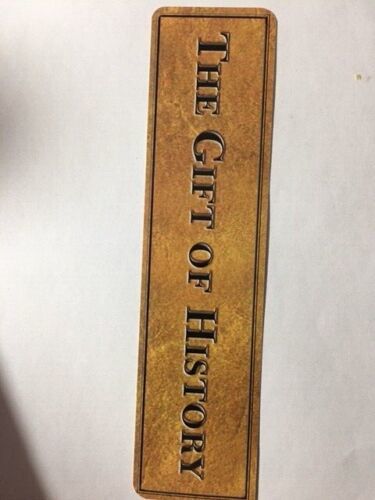 The Gift of History